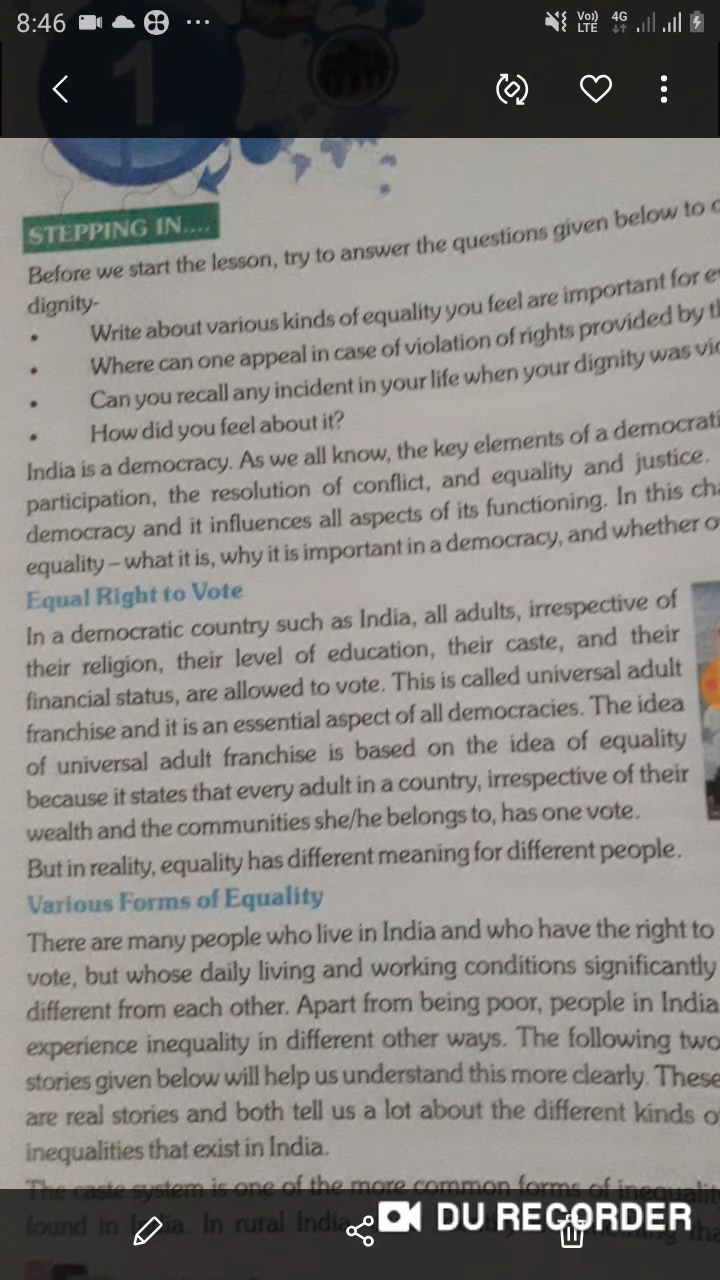 8:46
Vo))
LTE
4G
1
STEPPING IN....
Before we start the lesson, try to answer the questions given below to
dignity-
• Write about various kinds of equality you feel are important for
• Where can one appeal in case of violation of rights provided by
• Can you recall any incident in your life when your dignity was
• How did you feel about it?
India is a democracy. As we all know, the key elements of a
participation, the resolution of conflict, and equality and justice.
democracy and it influences all aspects of its functioning. In this
equality – what it is, why it is important in a democracy, and whether
Equal Right to Vote
In a democratic country such as India, all adults, irrespective of
their religion, their level of education, their caste, and their
financial status, are allowed to vote. This is called universal adult
franchise and it is an essential aspect of all democracies. The idea
of universal adult franchise is based on the idea of equality
because it states that every adult in a country, irrespective of their
wealth and the communities she/he belongs to, has one vote.
But in reality, equality has different meaning for different people.
Various Forms of Equality
There are many people who live in India and who have the right to
vote, but whose daily living and working conditions significantly
different from each other. Apart from being poor, people in India
experience inequality in different other ways. The following two
stories given below will help us understand this more clearly. These
are real stories and both tell us a lot about the different kinds
inequalities that exist in India.
The caste system is one of the more common forms of
found in India. In rural India
DU RECORDER